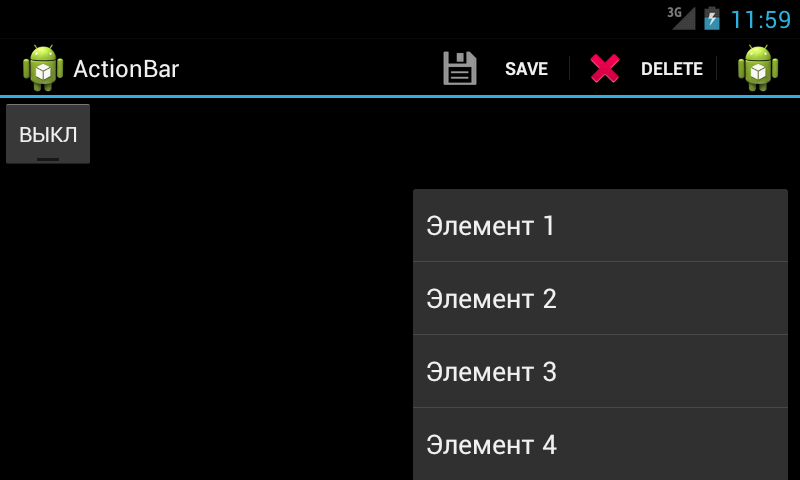 3G 11:59
ActionBar SAVE DELETE
ВЫКЛ
Элемент 1
Элемент 2
Элемент 3
Элемент 4